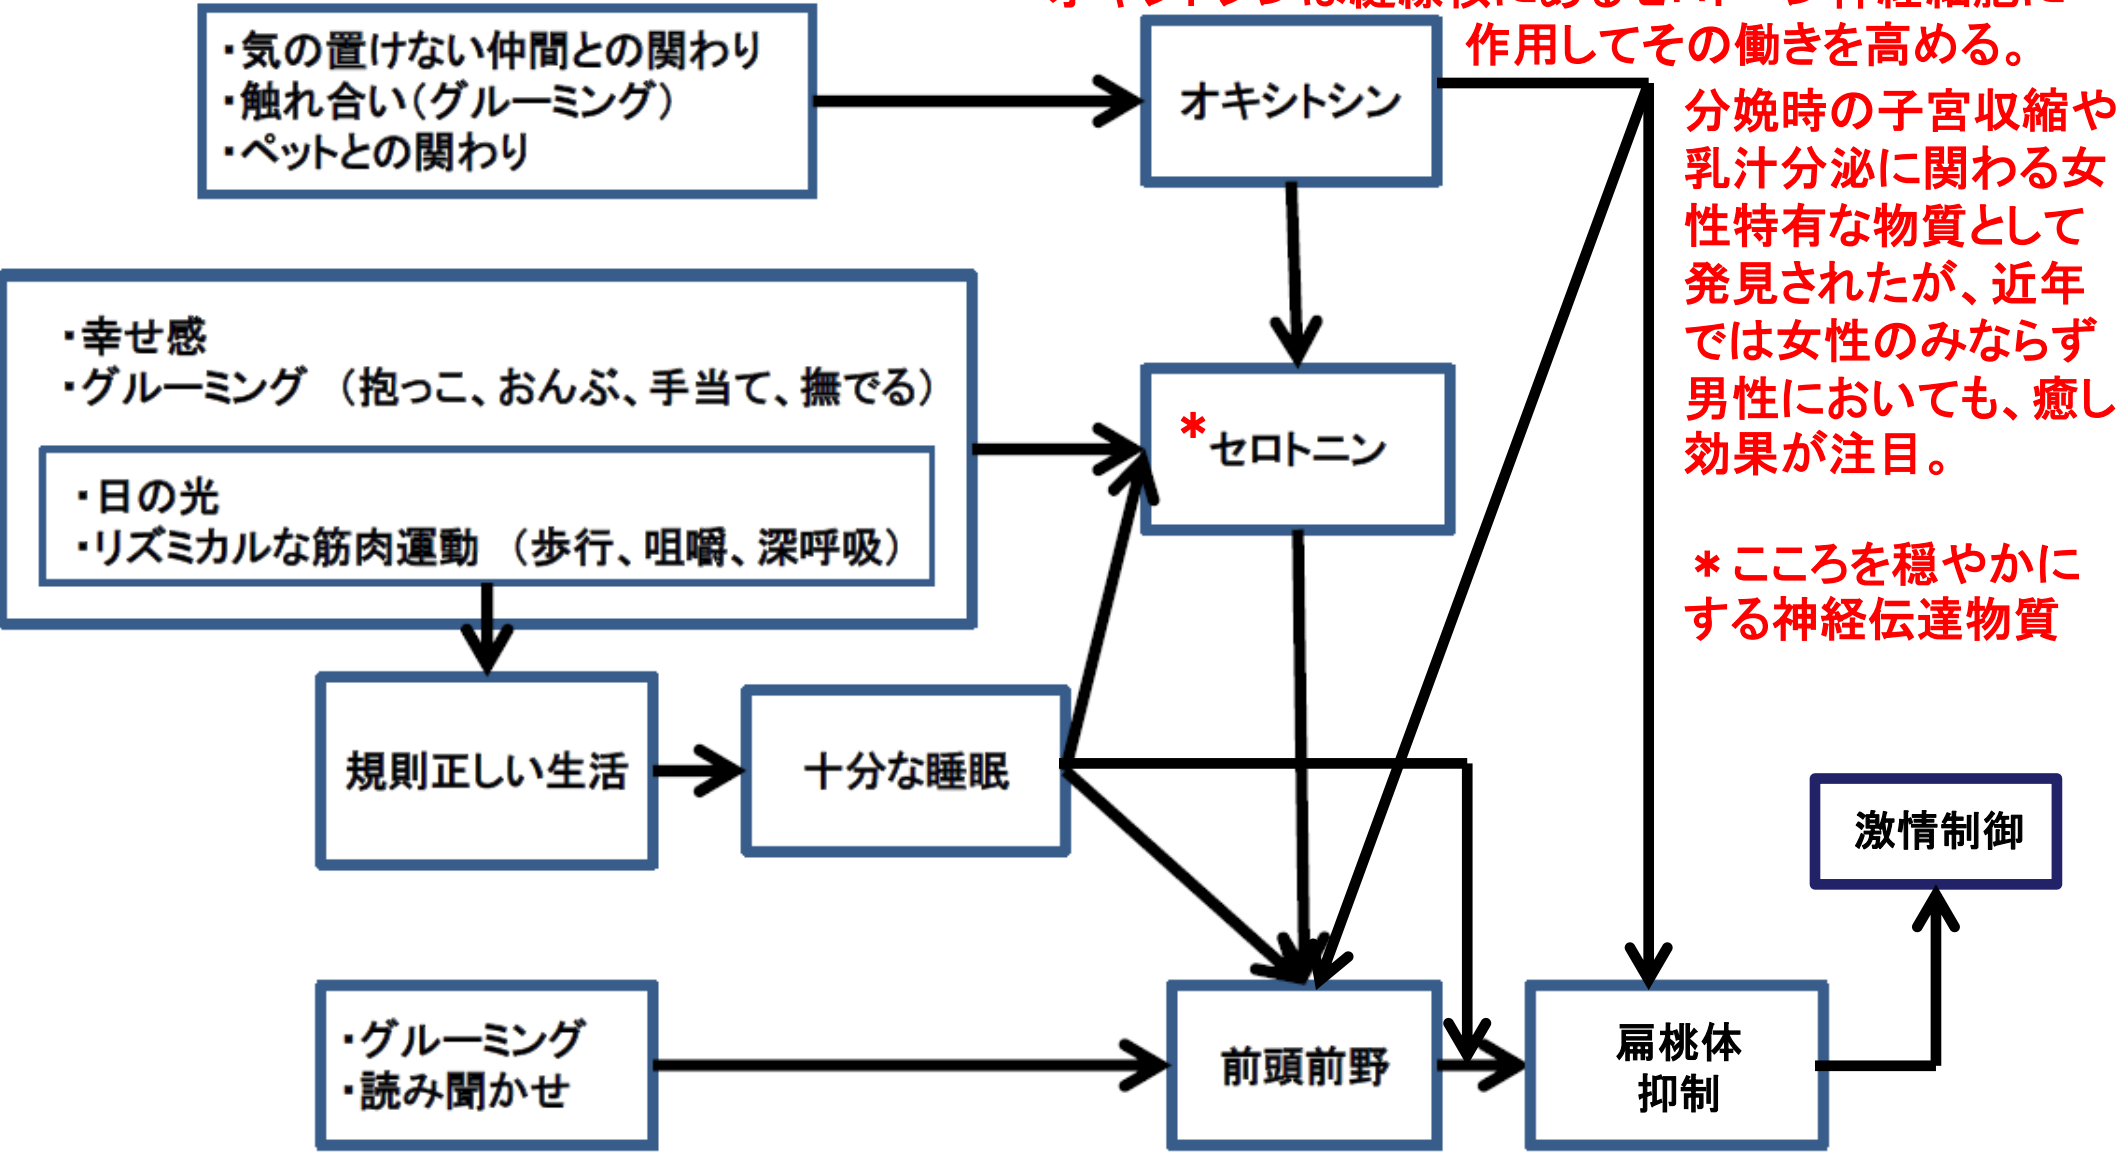 作用してその働きを高める。
・気の置けない仲間との関わり
・触れ合い（グルーミング）
・ペットとの関わり
オキシトシン
分娩時の子宮収縮や
乳汁分泌に関わる女
性特有な物質として
発見されたが、近年
では女性のみならず
男性においても、癒し
効果が注目。
・幸せ感
・グルーミング （抱っこ、おんぶ、手当て、撫でる）
・日の光
・リズミカルな筋肉運動 （歩行、咀嚼、深呼吸）
＊セロトニン
＊こころを穏やかに
する神経伝達物質
規則正しい生活
十分な睡眠
激情制御
・グルーミング
・読み聞かせ
前頭前野
扁桃体
抑制